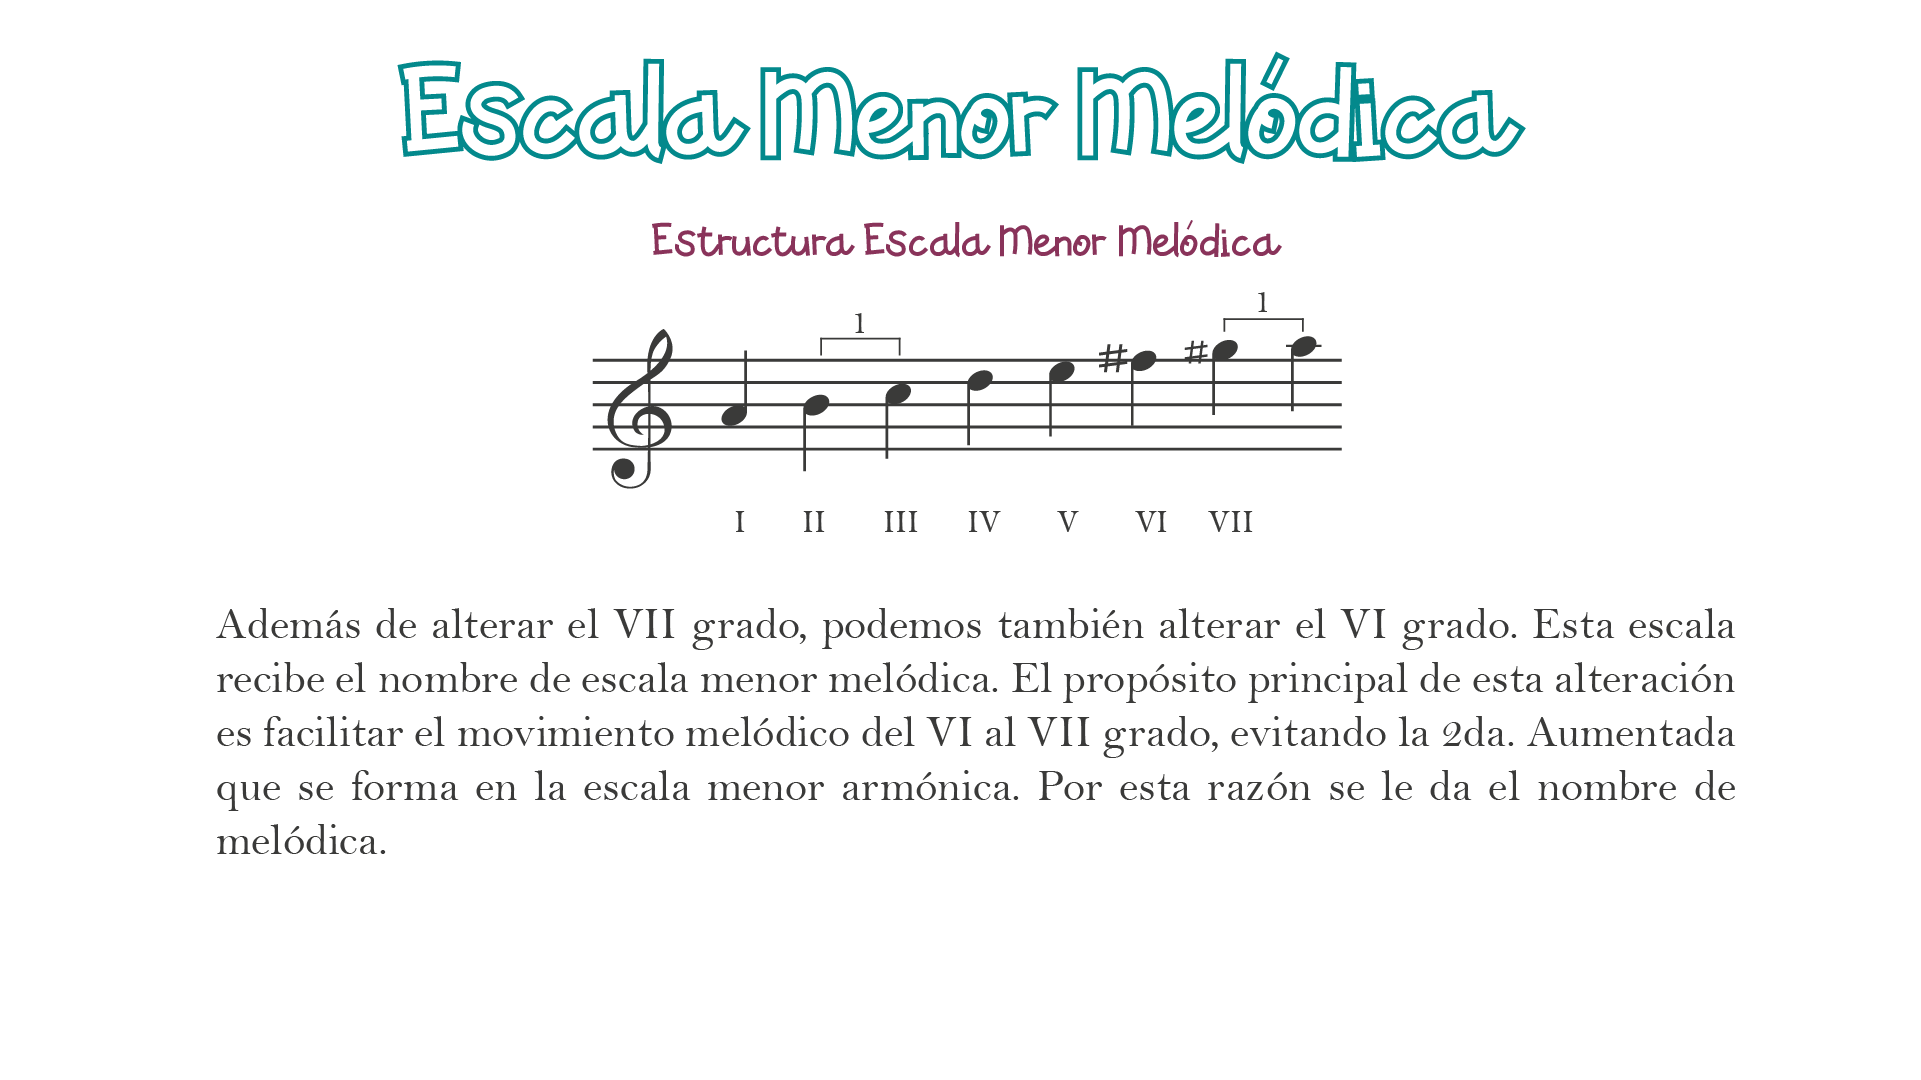 Escala Menor Melódica
Estructura Escala Menor Melódica
1
1
I II III IV V VI VII
Además de alterar el VII grado, podemos también alterar el VI grado. Esta escala
recibe el nombre de escala menor melódica. El propósito principal de esta alteración
es facilitar el movimiento melódico del VI al VII grado, evitando la 2da. Aumentada
que se forma en la escala menor armónica. Por esta razón se le da el nombre de
melódica.